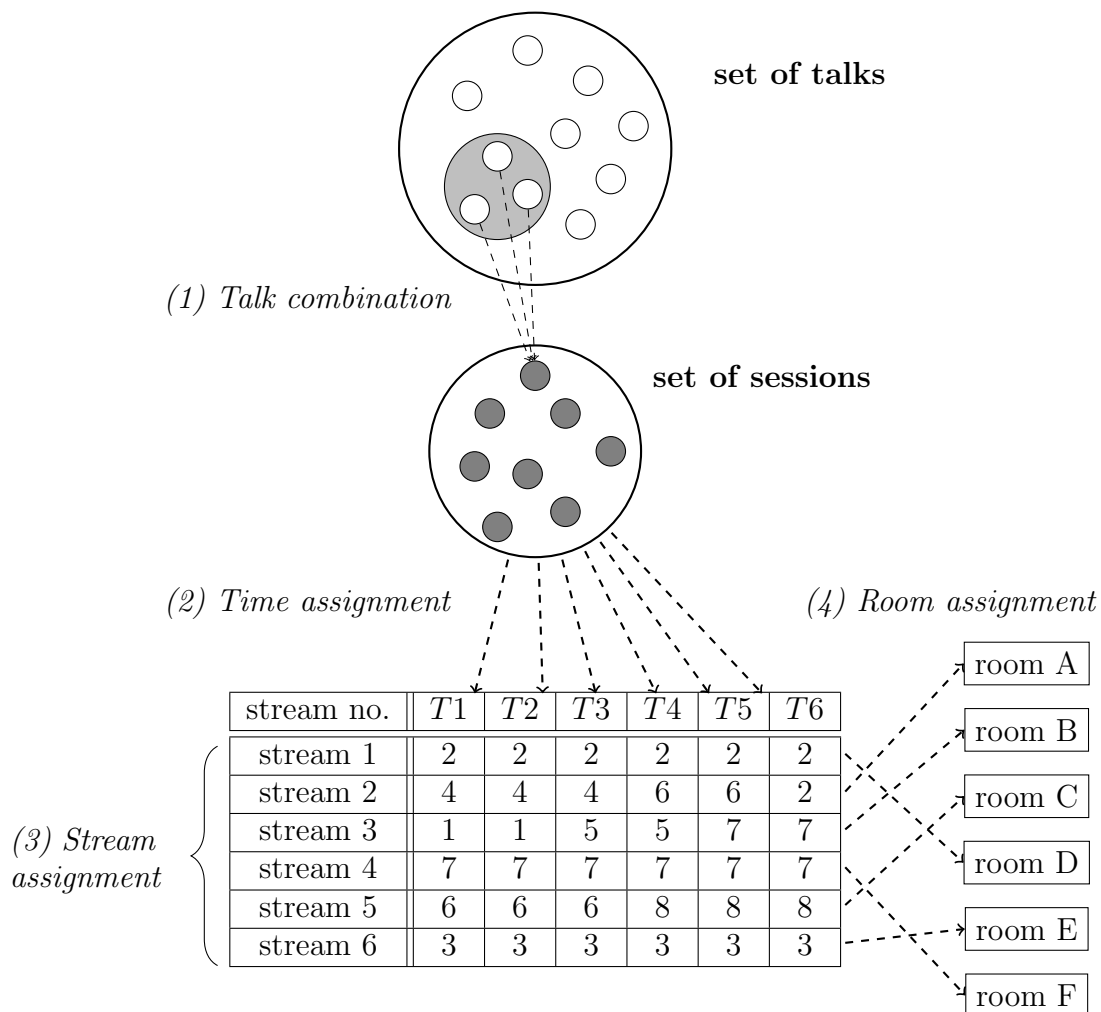 set of talks
(1) Talk combination
set of sessions
(2) Time assignment
(4) Room assignment
stream no. T1 T2 T3 T4 T5 T6
stream 1 2 2 2 2 2 2
stream 2 4 4 4 6 6 2
stream 3 1 1 5 5 7 7
stream 4 7 7 7 7 7 7
stream 5 6 6 6 8 8 8
stream 6 3 3 3 3 3 3
(3) Stream
assignment
room A
room B
room C
room D
room E
room F